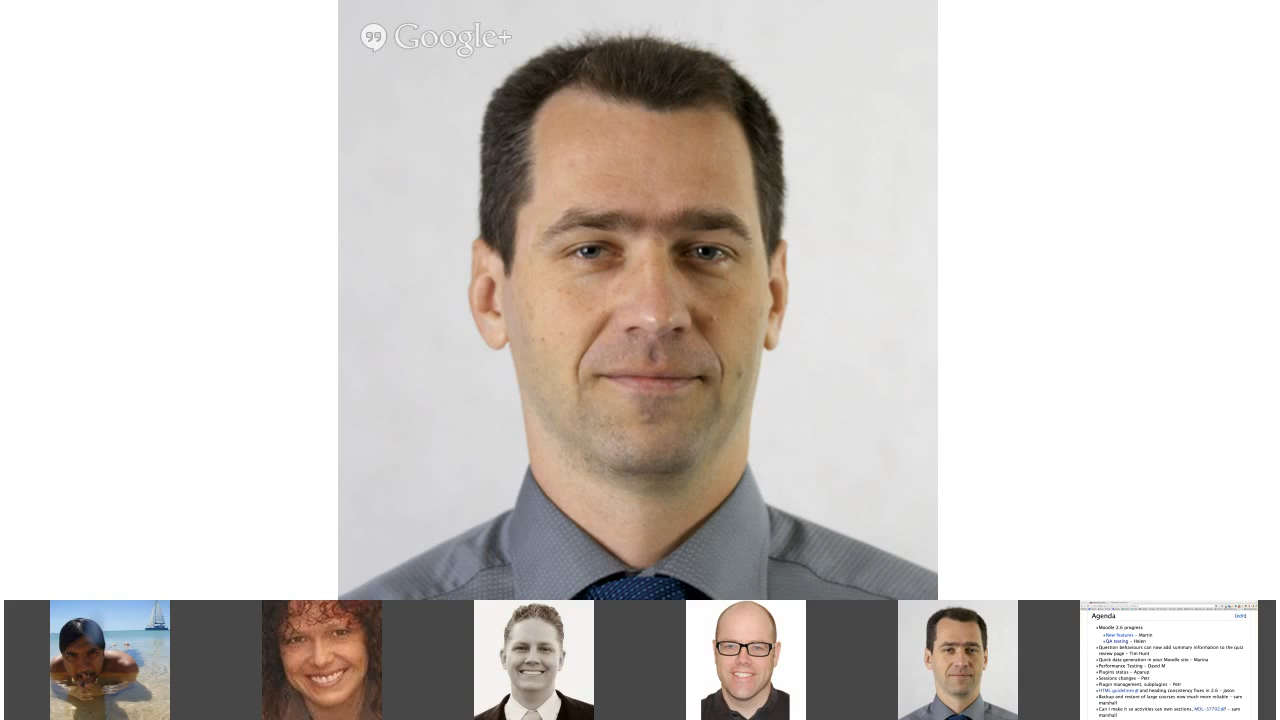 Google+
Agenda
[edit]
Moodle 2.6 progress
New features - Martin
QA testing - Helen
Question behaviours can now add summary information to the quiz
review page - Tim Hunt
Quick data generation in your Moodle site - Marina
Performance Testing - David M
Plugins status - Aparup
Sessions changes - Petr
Plugin management, subplugins - Petr
HTML guidelines and heading consistency fixes in 2.6 - Jason
Backup and restore of large courses now much more reliable - sam
marshall
Can I make it so activities can own sections, MDL-37702 - sam
marshall